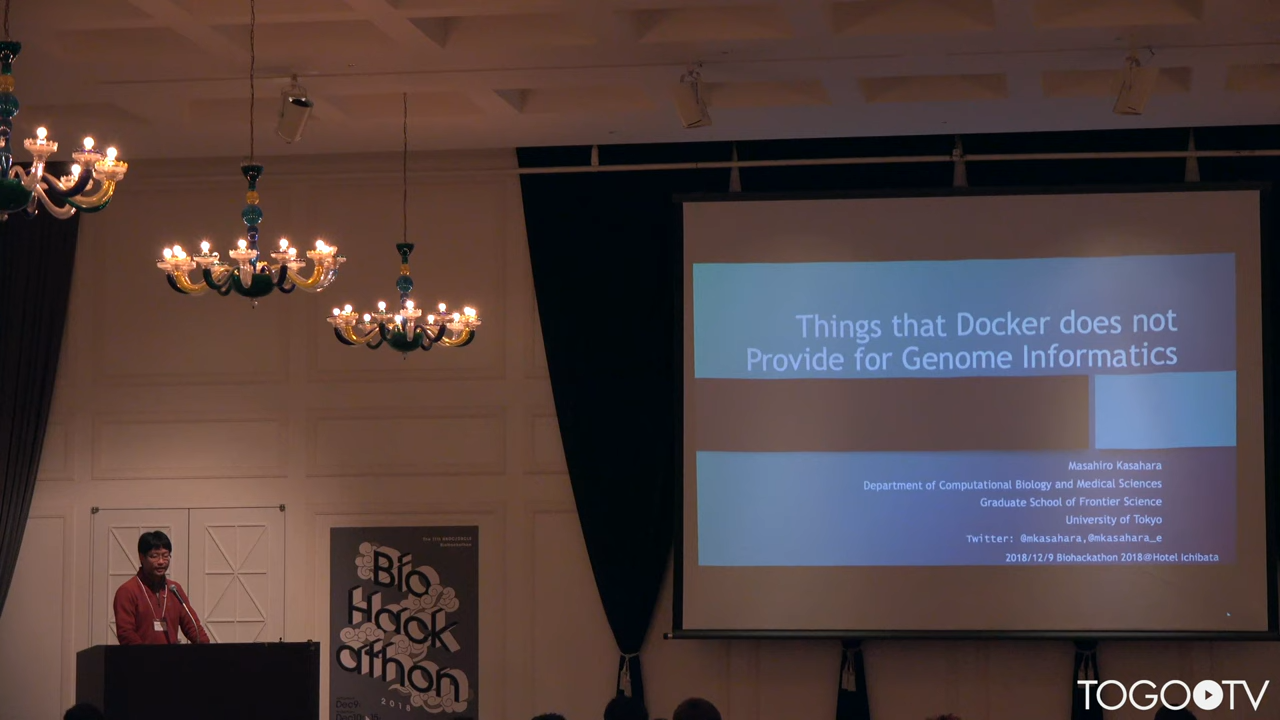 Things that Docker does not
Provide for Genome Informatics
Masahiro Kasahara
Department of Computational Biology and Medical Sciences
Graduate School of Frontier Science
University of Tokyo
Twitter: @mkasahara,@mkasahara_e
2018/12/9 Biohackathon 2018@Hotel Ichibata
Bio
Hack
athon
2018
TOGOTV